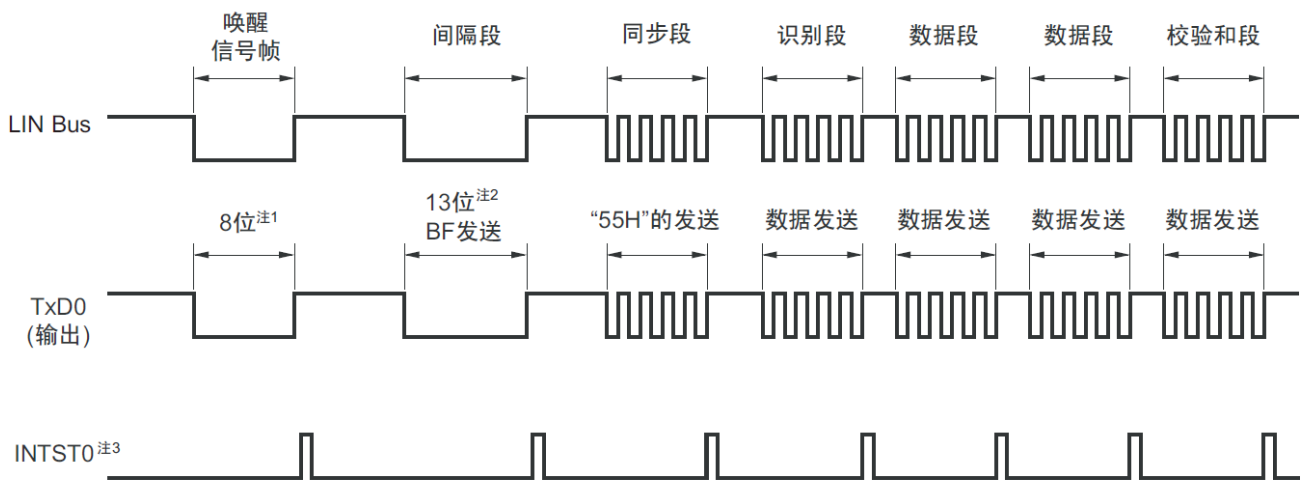 唤醒
信号帧
间隔段
同步段
识别段
数据段
数据段
校验和段
LIN Bus
8位注1
13位注2
BF发送
“55H”的发送
数据发送
数据发送
数据发送
数据发送
TxD0
(输出)
INTST0注3